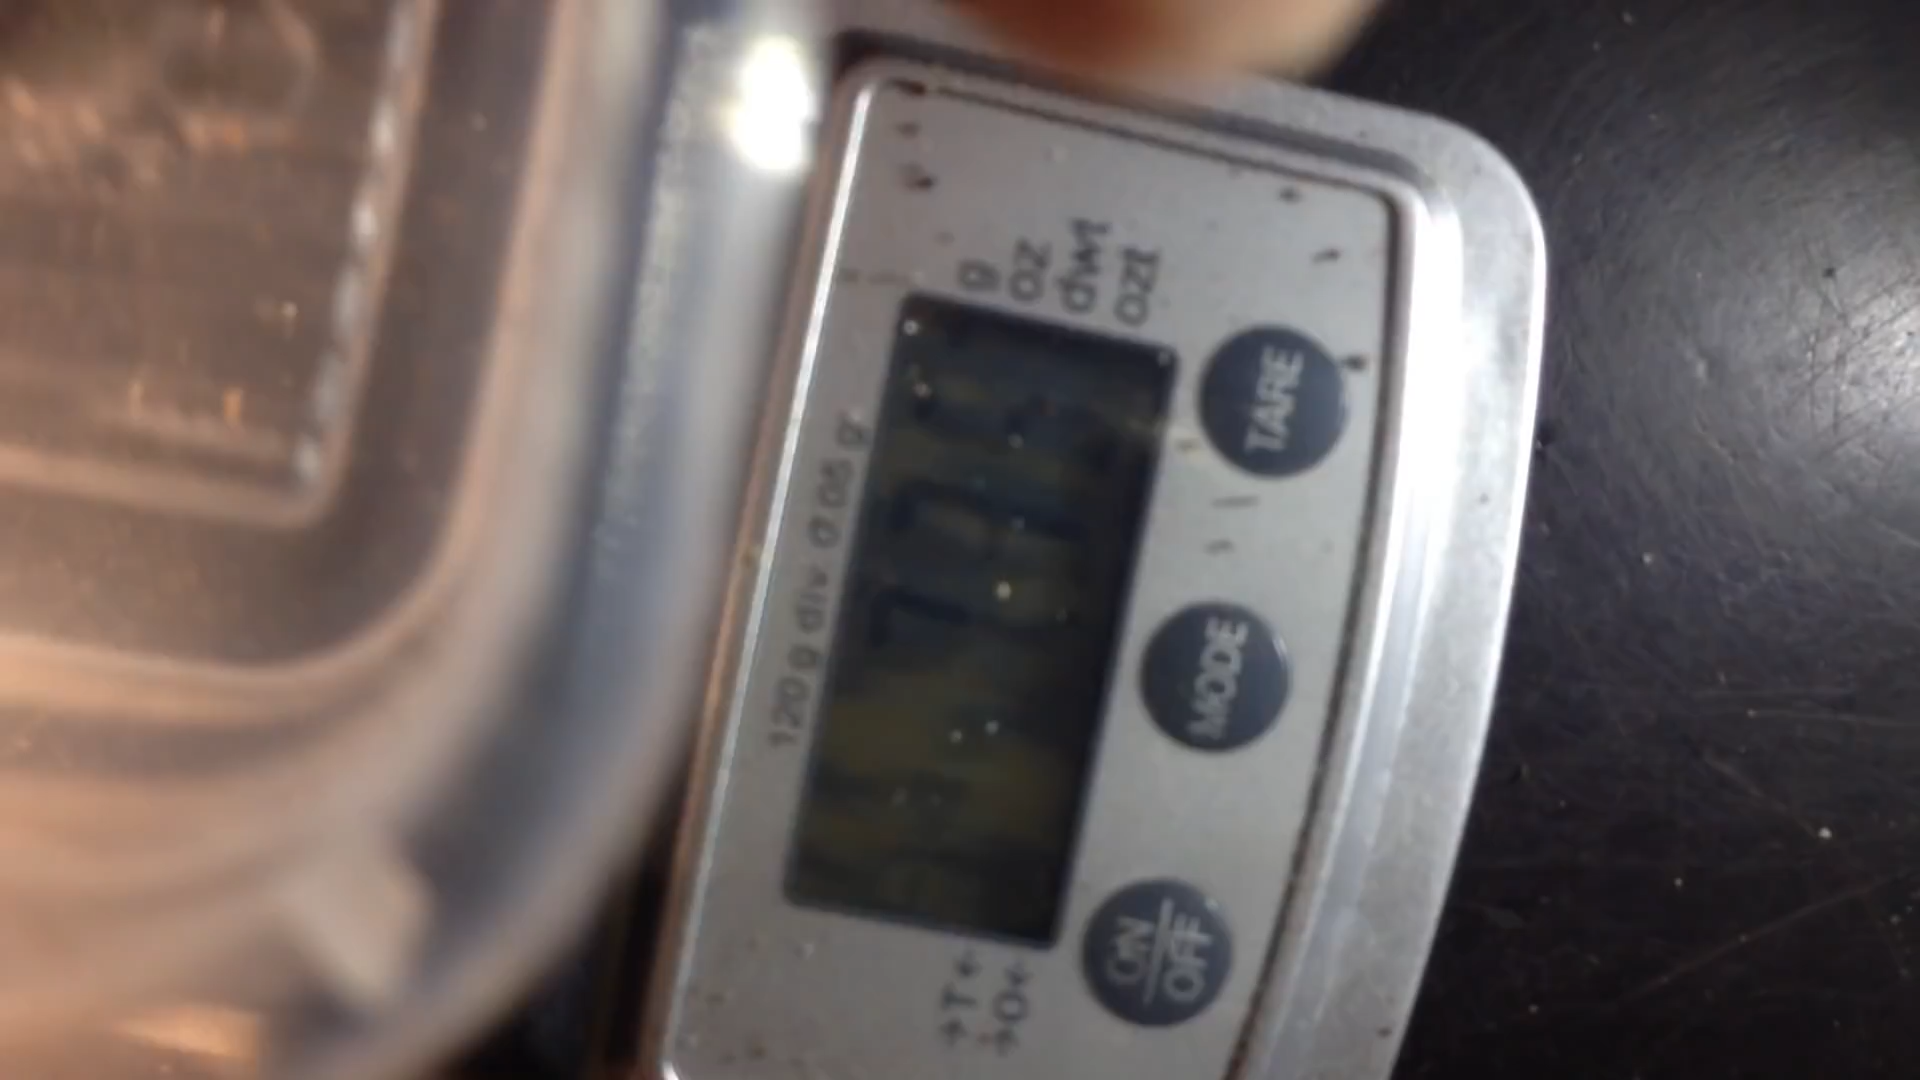 120 g div 0.05 g
g
oz
dwt
ozt
→T←
→O←
ON
OFF
MODE
TARE